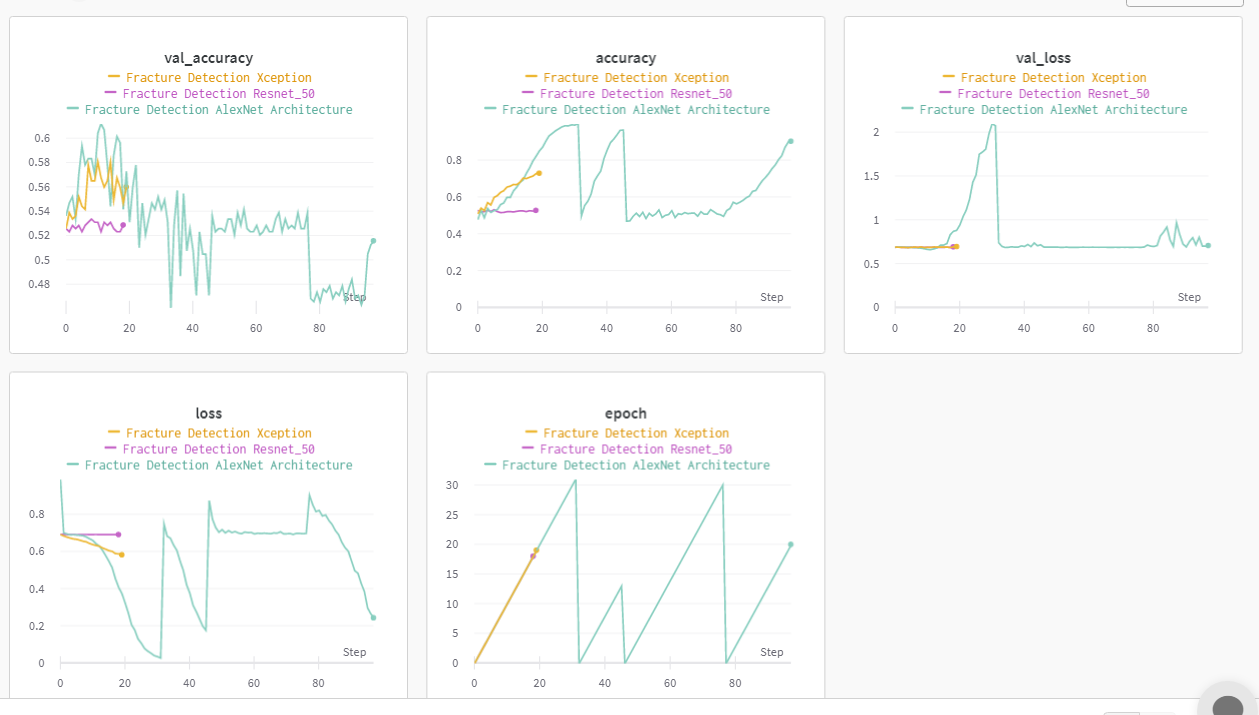 val_accuracy
Fracture Detection Xception
Fracture Detection Resnet_50
Fracture Detection AlexNet Architecture
0.6
0.58
0.56
0.54
0.52
0.5
0.48
Step
0 20 40 60 80
accuracy
Fracture Detection Xception
Fracture Detection Resnet_50
Fracture Detection AlexNet Architecture
0.8
0.6
0.4
0.2
0
Step
0 20 40 60 80
val_loss
Fracture Detection Xception
Fracture Detection Resnet_50
Fracture Detection AlexNet Architecture
2
1.5
1
0.5
0
Step
0 20 40 60 80
loss
Fracture Detection Xception
Fracture Detection Resnet_50
Fracture Detection AlexNet Architecture
0.8
0.6
0.4
0.2
0
Step
0 20 40 60 80
epoch
Fracture Detection Xception
Fracture Detection Resnet_50
Fracture Detection AlexNet Architecture
30
25
20
15
10
5
0
Step
0 20 40 60 80